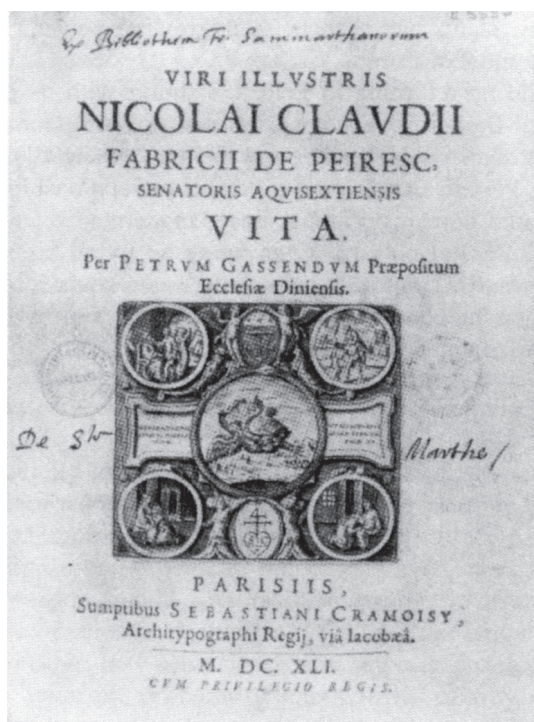 Ex Bibliotheca Fr. Sammarthanorum
VIRI ILLVSTRIS
NICOLAI CLAVDII
FABRICII DE PEIRESC,
SENATORIS AQVISEXTIENSIS
VITA.
Per PETRVM GASSENDVM Præpositum
Ecclesiæ Diniensis.
De Ste
Marthe
PARISIIS,
Sumptibus SEBASTIANI CRAMOISY,
Architypographi Regij, viâ Iacobæâ.
M. DC. XLI.
CVM PRIVILEGIO REGIS.